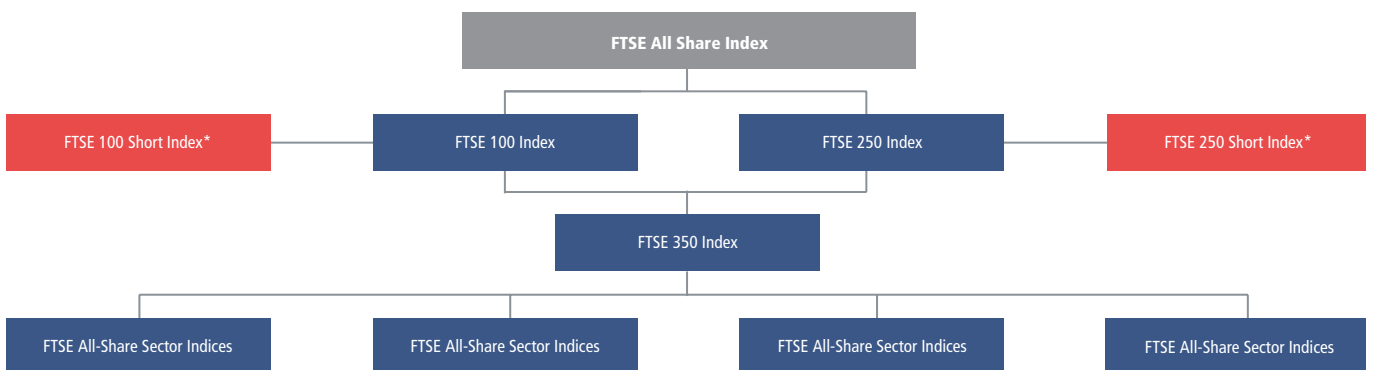 FTSE All Share Index
FTSE 100 Short Index*
FTSE 100 Index
FTSE 250 Index
FTSE 250 Short Index*
FTSE 350 Index
FTSE All-Share Sector Indices
FTSE All-Share Sector Indices
FTSE All-Share Sector Indices
FTSE All-Share Sector Indices